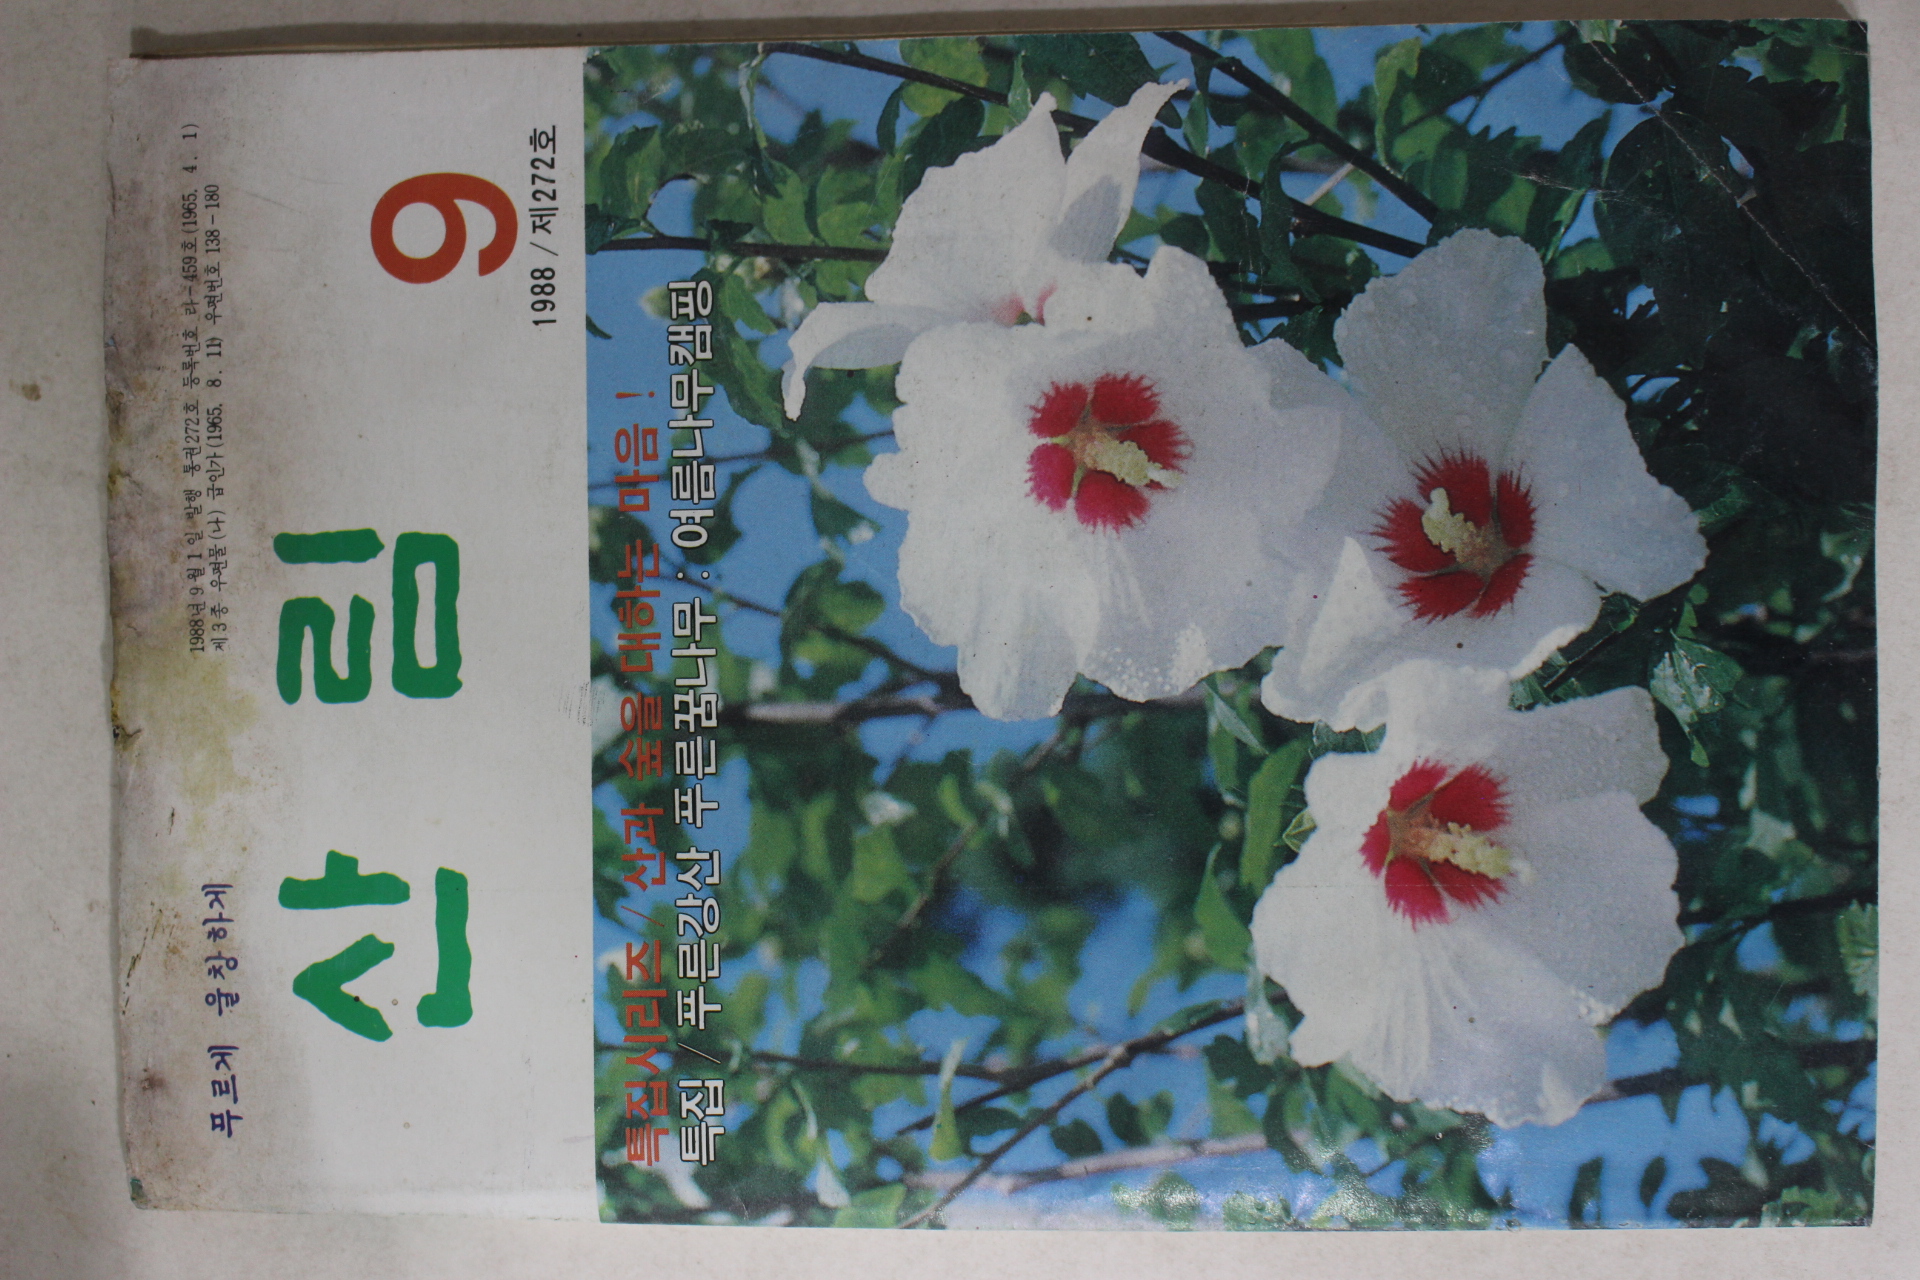 푸르게 울창하게
1988년 9월 1일 발행 통권272호 등록번호 라-459호(1965. 4. 1)
제3종 우편물(나)급인가(1965. 8. 11) 우편번호 138-180
산림
9
1988 / 제272호
특집시리즈 / 산과 숲을 대하는 마음!
특집 / 푸른강산 푸른꿈나무 : 여름나무캠핑